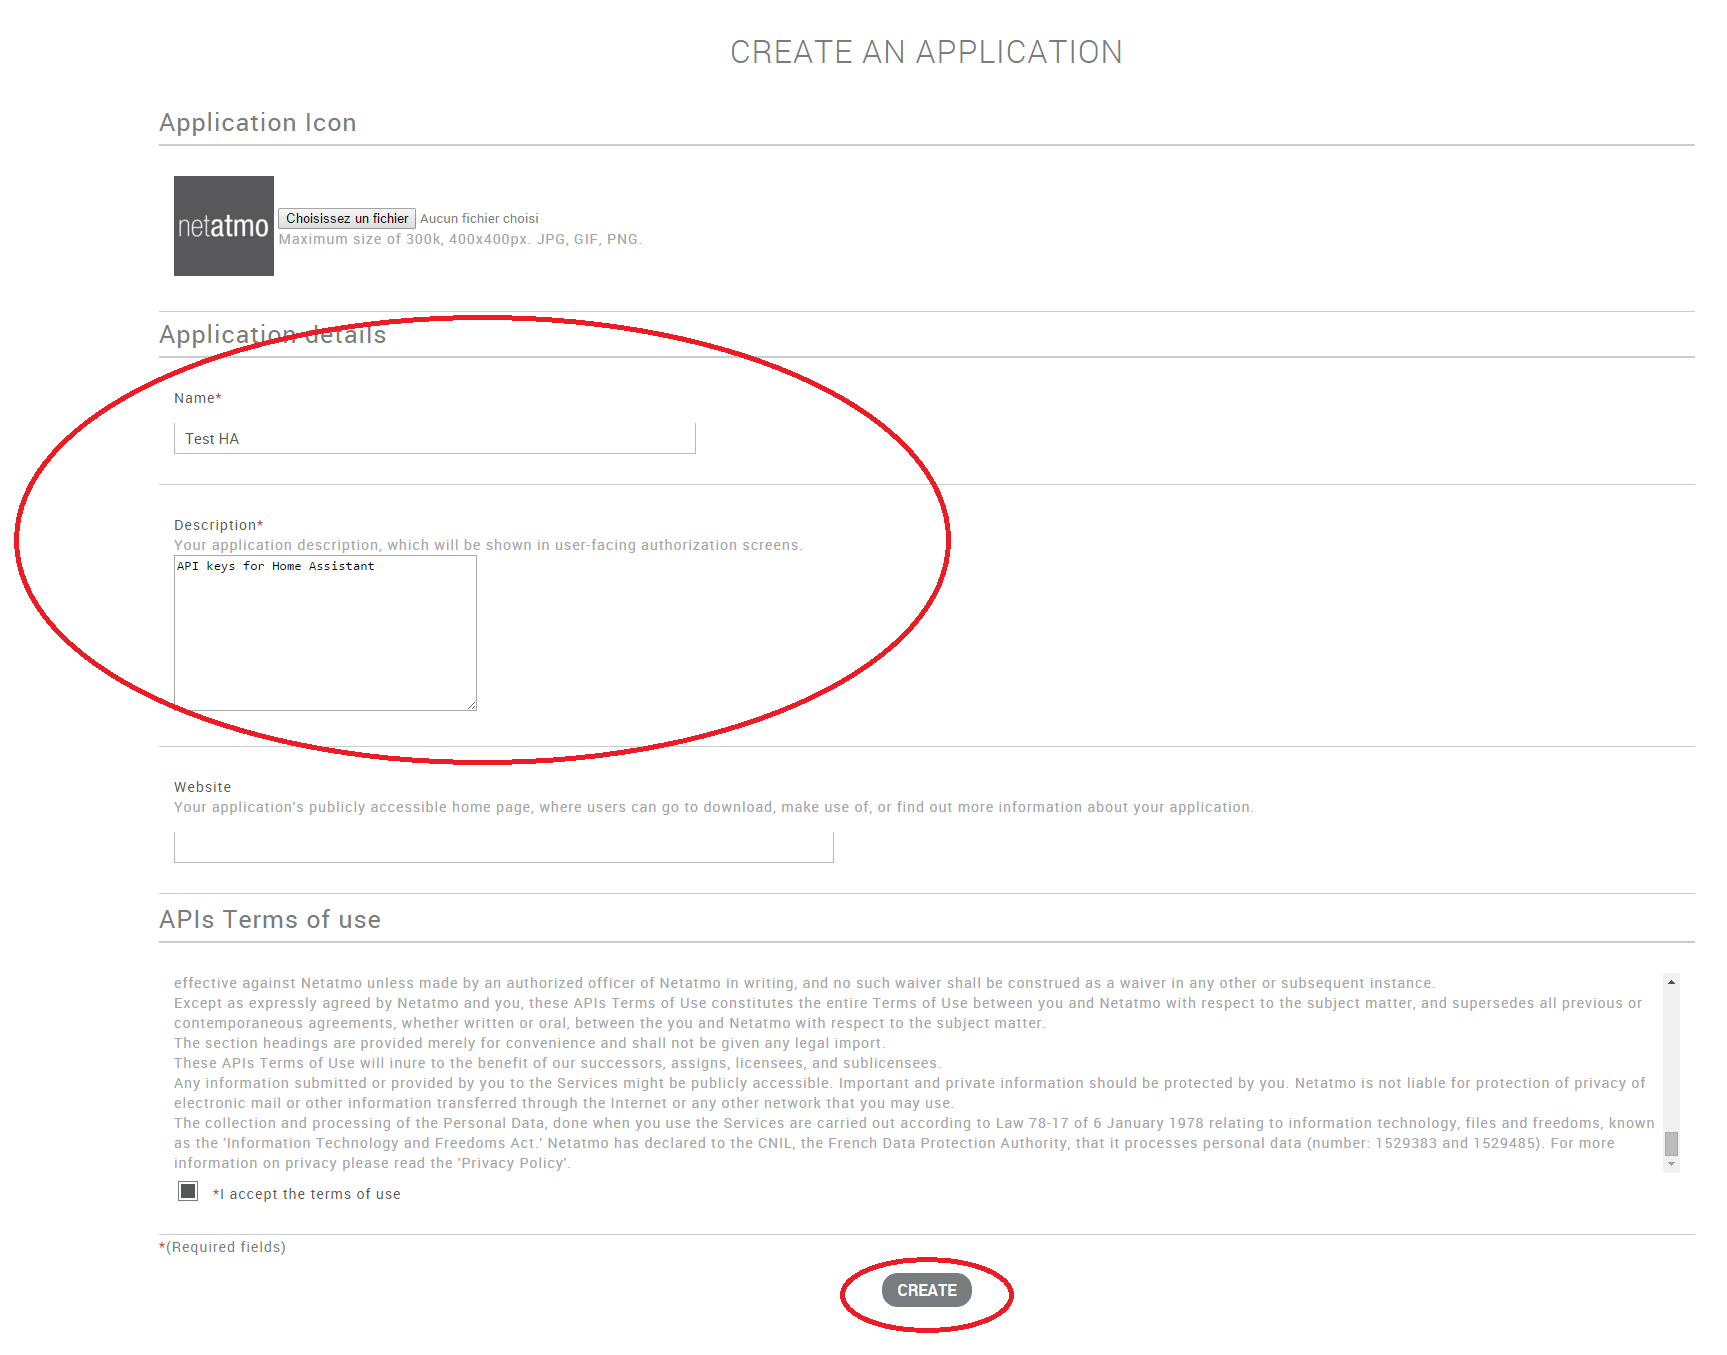 CREATE AN APPLICATION
Application Icon
netatmo
Choisissez un fichier Aucun fichier choisi
Maximum size of 300k, 400x400px. JPG, GIF, PNG.
Application details
Name*
Test HA
Description*
Your application description, which will be shown in user-facing authorization screens.
API keys for Home Assistant
Website
Your application's publicly accessible home page, where users can go to download, make use of, or find out more information about your application.
APIs Terms of use
effective against Netatmo unless made by an authorized officer of Netatmo in writing, and no such waiver shall be construed as a waiver in any other or subsequent instance.
Except as expressly agreed by Netatmo and you, these APIs Terms of Use constitutes the entire Terms of Use between you and Netatmo with respect to the subject matter, and supersedes all previous or
contemporaneous agreements, whether written or oral, between the you and Netatmo with respect to the subject matter.
The section headings are provided merely for convenience and shall not be given any legal import.
These APIs Terms of Use will inure to the benefit of our successors, assigns, licensees, and sublicensees.
Any information submitted or provided by you to the Services might be publicly accessible. Important and private information should be protected by you. Netatmo is not liable for protection of privacy of
electronic mail or other information transferred through the Internet or any other network that you may use.
The collection and processing of the Personal Data, done when you use the Services are carried out according to Law 78-17 of 6 January 1978 relating to information technology, files and freedoms, known
as the 'Information Technology and Freedoms Act.' Netatmo has declared to the CNIL, the French Data Protection Authority, that it processes personal data (number: 1529383 and 1529485). For more
information on privacy please read the 'Privacy Policy'.
*I accept the terms of use
*(Required fields)
CREATE